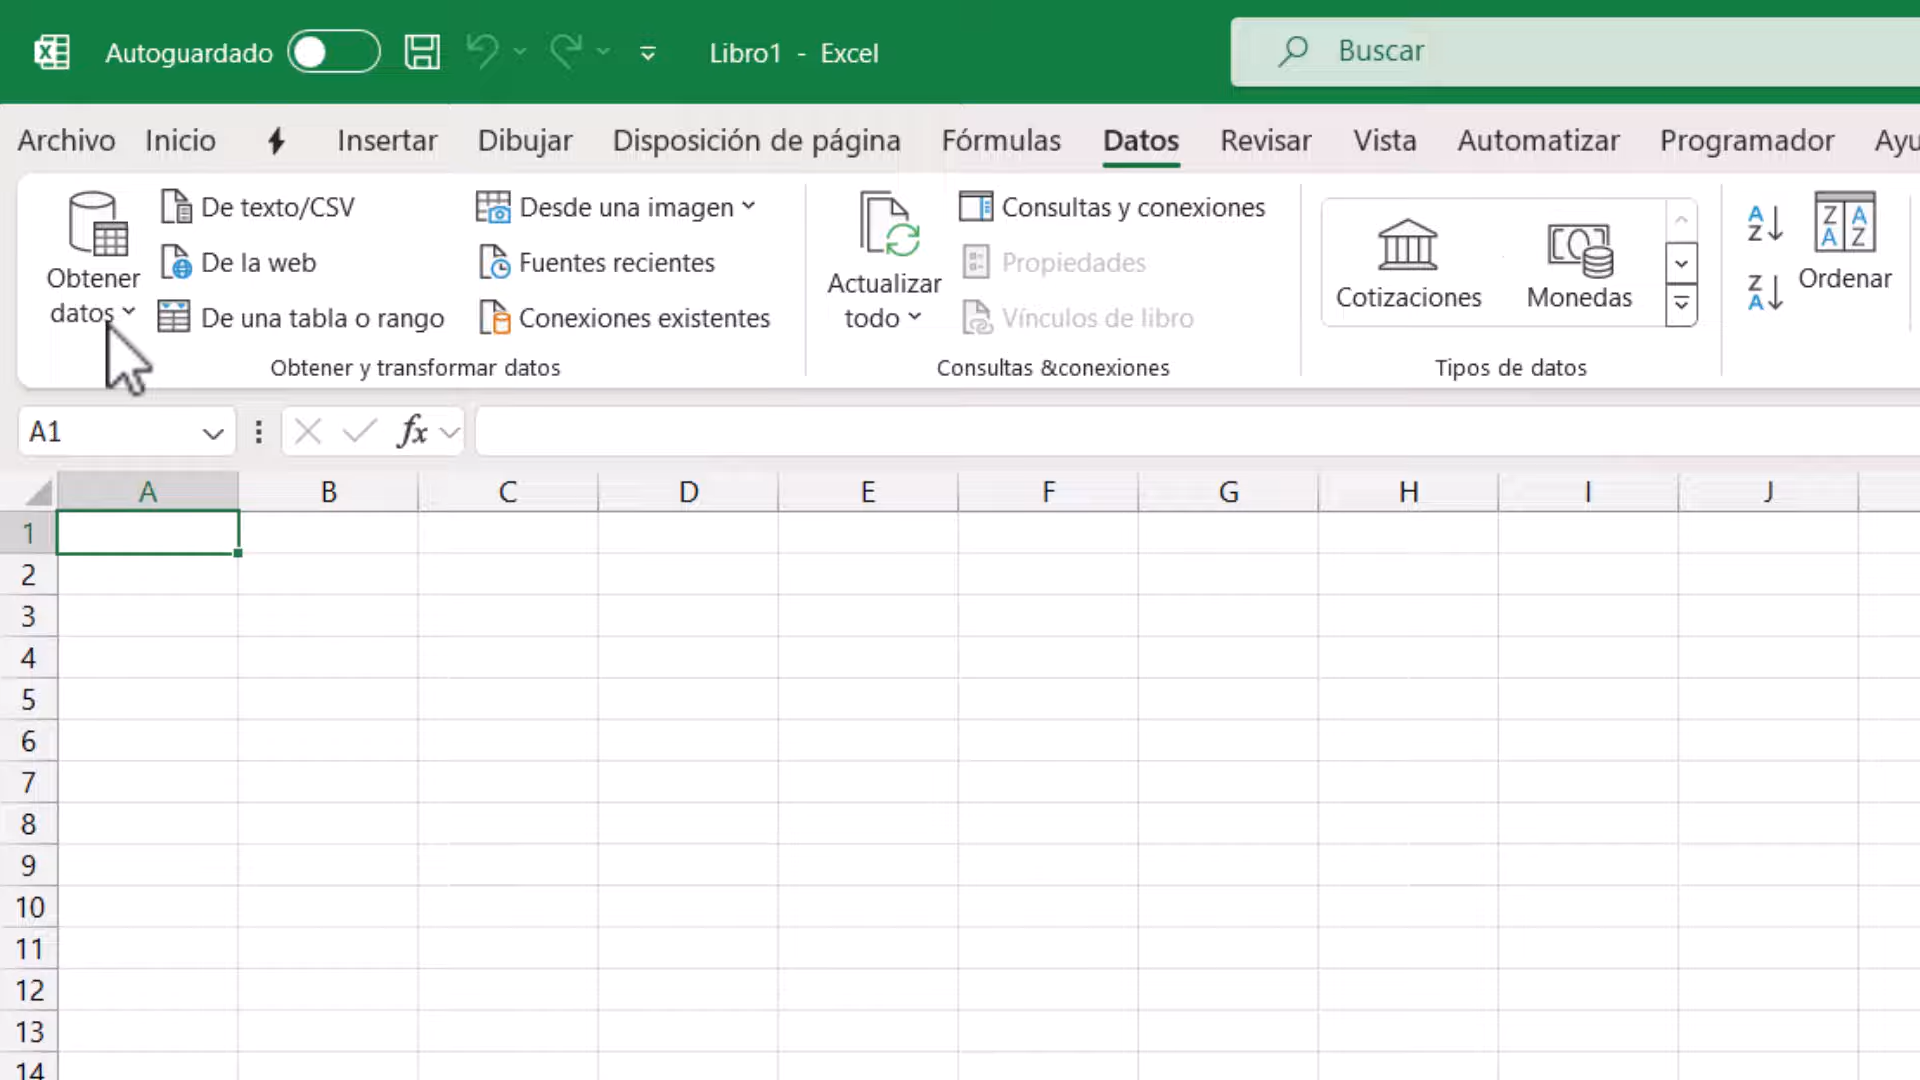 Autoguardado
Libro1 - Excel
Buscar
Archivo Inicio Insertar Dibujar Disposición de página Fórmulas Datos Revisar Vista Automatizar Programador Ayu
Obtener datos
De texto/CSV
De la web
De una tabla o rango
Desde una imagen
Fuentes recientes
Conexiones existentes
Obtener y transformar datos
Actualizar todo
Consultas y conexiones
Propiedades
Vínculos de libro
Consultas &conexiones
Cotizaciones
Monedas
Tipos de datos
Ordenar
A1
fx
A B C D E F G H I J
1
2
3
4
5
6
7
8
9
10
11
12
13
14